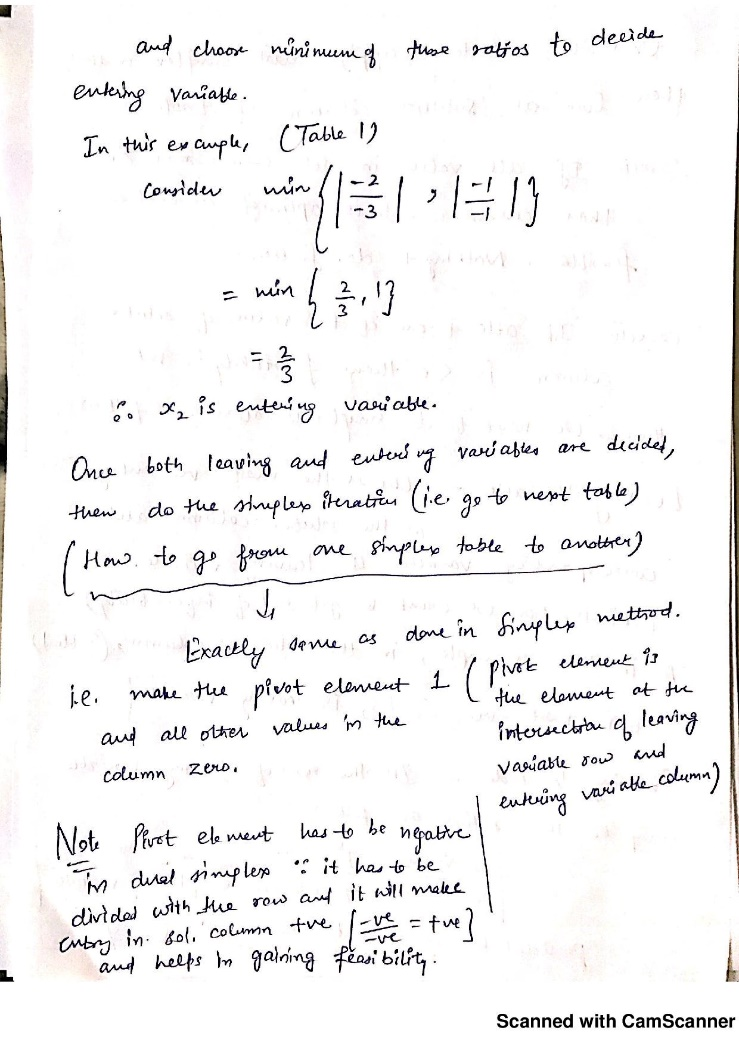 and choose minimum of these ratios to decide
entering variable.
In this example, (Table 1)
Consider min { |-2/-3| , |-1/-1| }
= min { 2/3, 1 }
= 2/3
∴ x₂ is entering variable.
Once both leaving and entering variables are decided,
then do the simplex iteration (i.e. go to next table)
(How to go from one simplex table to another)
↓
Exactly same as done in Simplex method.
i.e. make the pivot element 1
and all other values in the
column zero.
(Pivot element is
the element at the
intersection of leaving
variable row and
entering variable column)
Note Pivot element has to be negative
in dual simplex ∵ it has to be
divided with the row and it will make
entry in sol. column +ve [-ve/-ve = +ve]
and helps in gaining feasibility.
Scanned with CamScanner